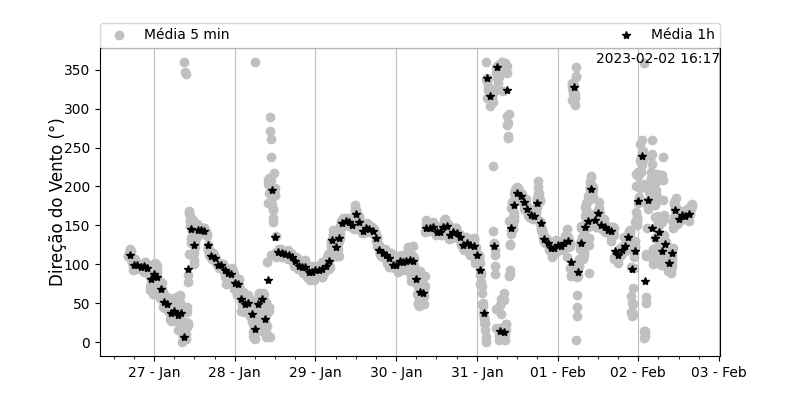 Média 5 min
Média 1h
2023-02-02 16:17
Direção do Vento (°)
350
300
250
200
150
100
50
0
27 - Jan
28 - Jan
29 - Jan
30 - Jan
31 - Jan
01 - Feb
02 - Feb
03 - Feb